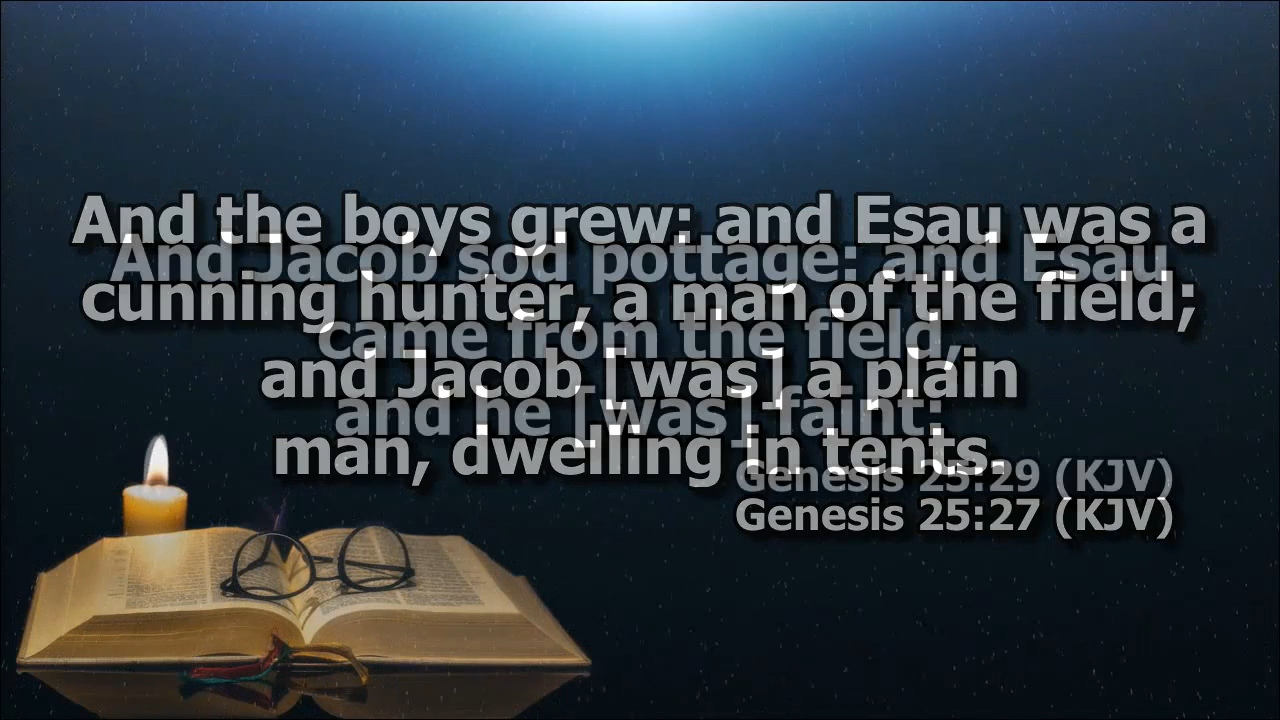 And the boys grew: and Esau was a
cunning hunter, a man of the field;
and Jacob [was] a plain
man, dwelling in tents.
Genesis 25:27 (KJV)
And Jacob sod pottage: and Esau
came from the field,
and he [was] faint:
Genesis 25:29 (KJV)